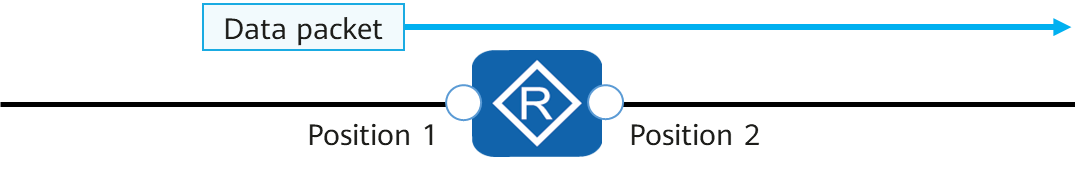 Data packet
R
Position 1
Position 2